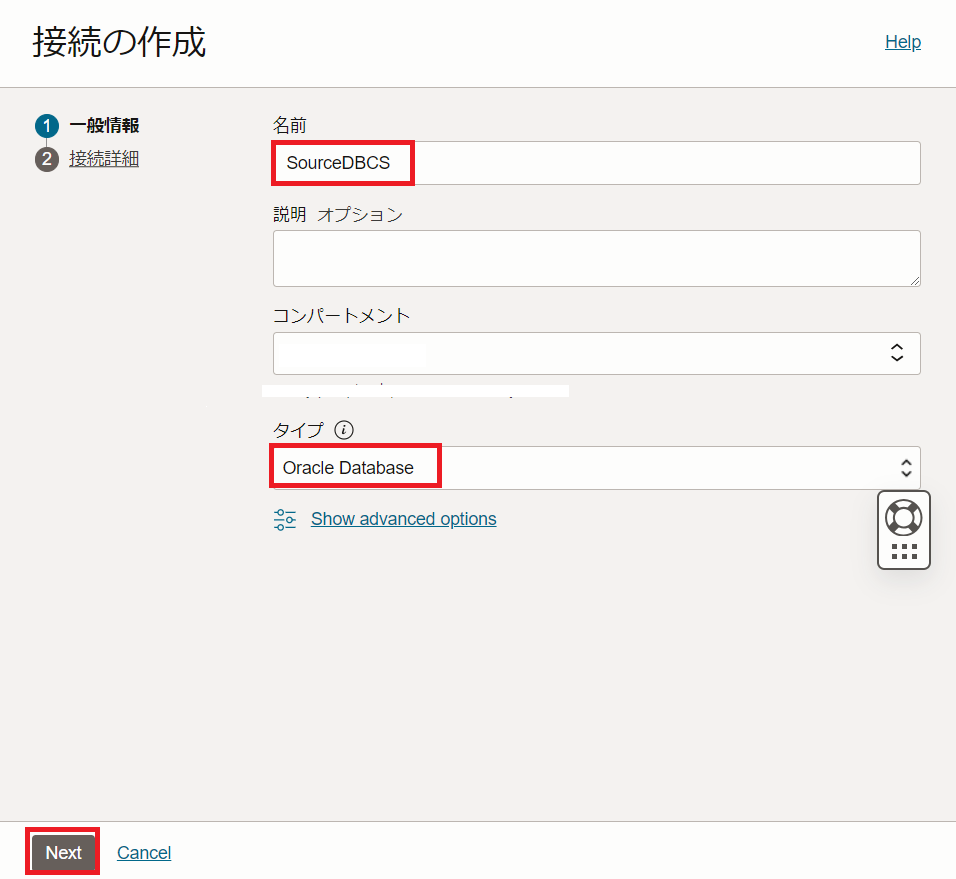 接続の作成
Help
1 一般情報
2 接続詳細
名前
SourceDBCS
説明 オプション
コンパートメント
タイプ i
Oracle Database
Show advanced options
Next
Cancel